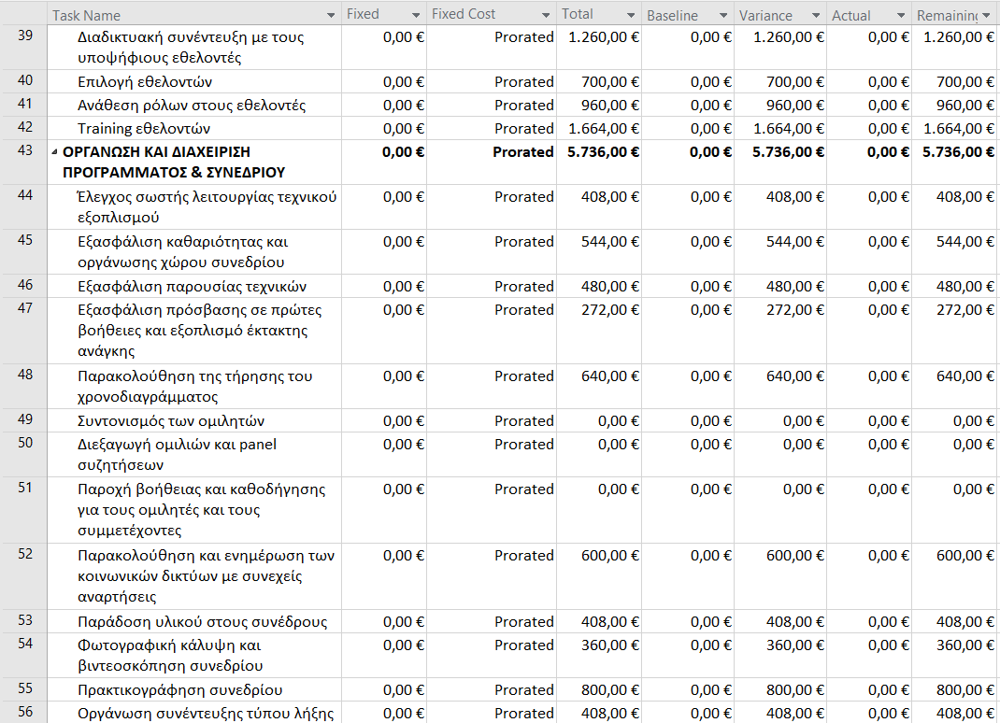 Task Name Fixed Fixed Cost Total Baseline Variance Actual Remaining
39 Διαδικτυακή συνέντευξη με τους 0,00 € Prorated 1.260,00 € 0,00 € 1.260,00 € 0,00 € 1.260,00 €
υποψήφιους εθελοντές
40 Επιλογή εθελοντών 0,00 € Prorated 700,00 € 0,00 € 700,00 € 0,00 € 700,00 €
41 Ανάθεση ρόλων στους εθελοντές 0,00 € Prorated 960,00 € 0,00 € 960,00 € 0,00 € 960,00 €
42 Training εθελοντών 0,00 € Prorated 1.664,00 € 0,00 € 1.664,00 € 0,00 € 1.664,00 €
43 ΟΡΓΑΝΩΣΗ ΚΑΙ ΔΙΑΧΕΙΡΙΣΗ 0,00 € Prorated 5.736,00 € 0,00 € 5.736,00 € 0,00 € 5.736,00 €
ΠΡΟΓΡΑΜΜΑΤΟΣ & ΣΥΝΕΔΡΙΟΥ
44 Έλεγχος σωστής λειτουργίας τεχνικού 0,00 € Prorated 408,00 € 0,00 € 408,00 € 0,00 € 408,00 €
εξοπλισμού
45 Εξασφάλιση καθαριότητας και 0,00 € Prorated 544,00 € 0,00 € 544,00 € 0,00 € 544,00 €
οργάνωσης χώρου συνεδρίου
46 Εξασφάλιση παρουσίας τεχνικών 0,00 € Prorated 480,00 € 0,00 € 480,00 € 0,00 € 480,00 €
47 Εξασφάλιση πρόσβασης σε πρώτες 0,00 € Prorated 272,00 € 0,00 € 272,00 € 0,00 € 272,00 €
βοήθειες και εξοπλισμό έκτακτης
ανάγκης
48 Παρακολούθηση της τήρησης του 0,00 € Prorated 640,00 € 0,00 € 640,00 € 0,00 € 640,00 €
χρονοδιαγράμματος
49 Συντονισμός των ομιλητών 0,00 € Prorated 0,00 € 0,00 € 0,00 € 0,00 € 0,00 €
50 Διεξαγωγή ομιλιών και panel 0,00 € Prorated 0,00 € 0,00 € 0,00 € 0,00 € 0,00 €
συζητήσεων
51 Παροχή βοήθειας και καθοδήγησης 0,00 € Prorated 0,00 € 0,00 € 0,00 € 0,00 € 0,00 €
για τους ομιλητές και τους
συμμετέχοντες
52 Παρακολούθηση και ενημέρωση των 0,00 € Prorated 600,00 € 0,00 € 600,00 € 0,00 € 600,00 €
κοινωνικών δικτύων με συνεχείς
αναρτήσεις
53 Παράδοση υλικού στους συνέδρους 0,00 € Prorated 408,00 € 0,00 € 408,00 € 0,00 € 408,00 €
54 Φωτογραφική κάλυψη και 0,00 € Prorated 360,00 € 0,00 € 360,00 € 0,00 € 360,00 €
βιντεοσκόπηση συνεδρίου
55 Πρακτικογράφηση συνεδρίου 0,00 € Prorated 800,00 € 0,00 € 800,00 € 0,00 € 800,00 €
56 Οργάνωση συνέντευξης τύπου λήξης 0,00 € Prorated 408,00 € 0,00 € 408,00 € 0,00 € 408,00 €